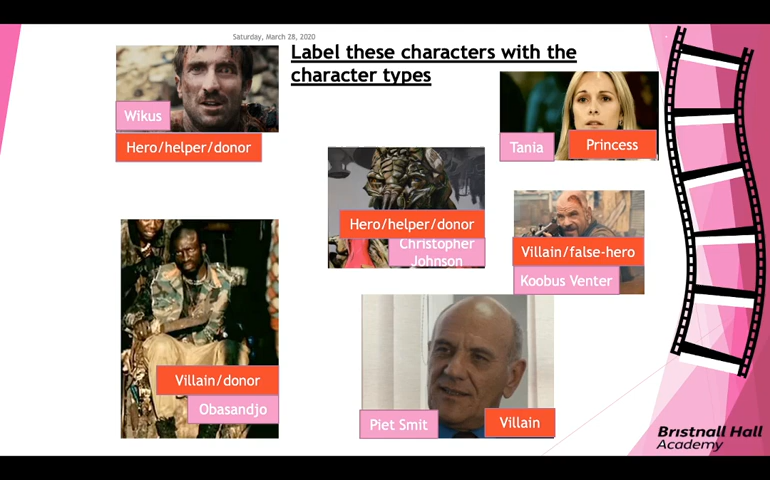 Saturday, March 28, 2020
Label these characters with the
character types
Wikus
Hero/helper/donor
Tania
Princess
Hero/helper/donor
Christopher
Johnson
Villain/false-hero
Koobus Venter
Villain/donor
Obasandjo
Piet Smit
Villain
Bristnall Hall
Academy